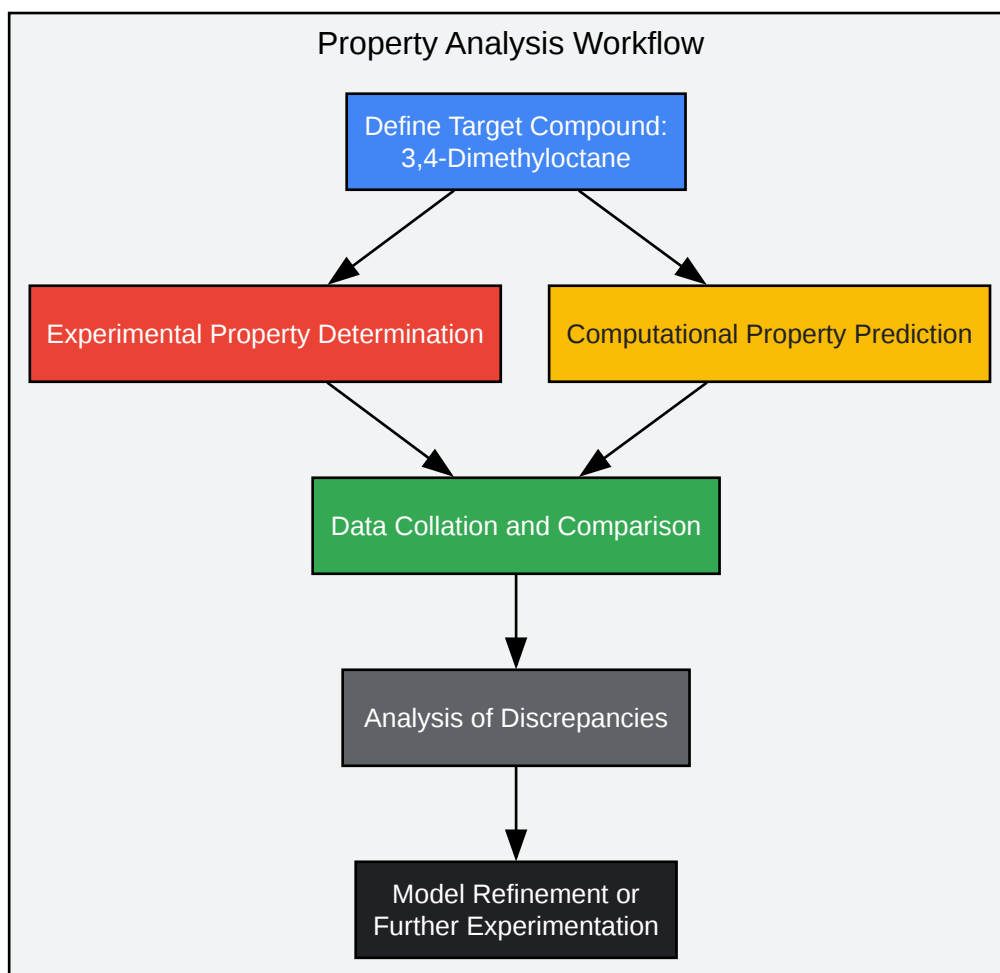 Property Analysis Workflow
Define Target Compound:
3,4-Dimethyloctane
Experimental Property Determination
Computational Property Prediction
Data Collation and Comparison
Analysis of Discrepancies
Model Refinement or
Further Experimentation